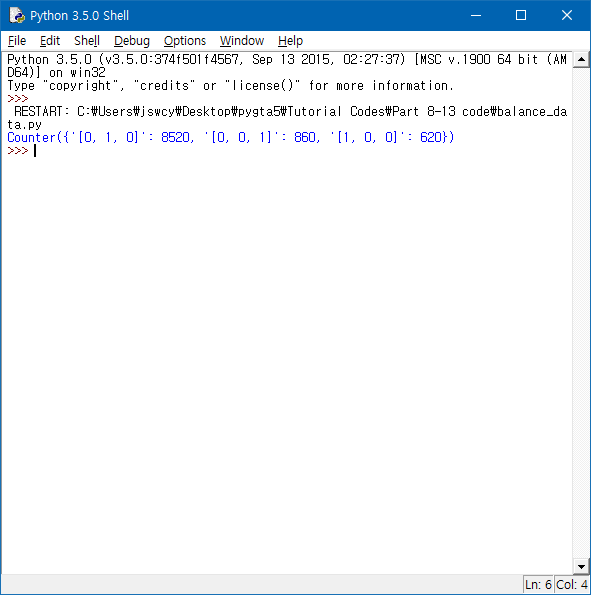 Python 3.5.0 Shell
File Edit Shell Debug Options Window Help
Python 3.5.0 (v3.5.0:374f501f4567, Sep 13 2015, 02:27:37) [MSC v.1900 64 bit (AM
D64)] on win32
Type "copyright", "credits" or "license()" for more information.
>>>
 RESTART: C:₩Users₩jswcy₩Desktop₩pygta5₩Tutorial Codes₩Part 8-13 code₩balance_da
ta.py
Counter({'[0, 1, 0]': 8520, '[0, 0, 1]': 860, '[1, 0, 0]': 620})
>>>
Ln: 6 Col: 4